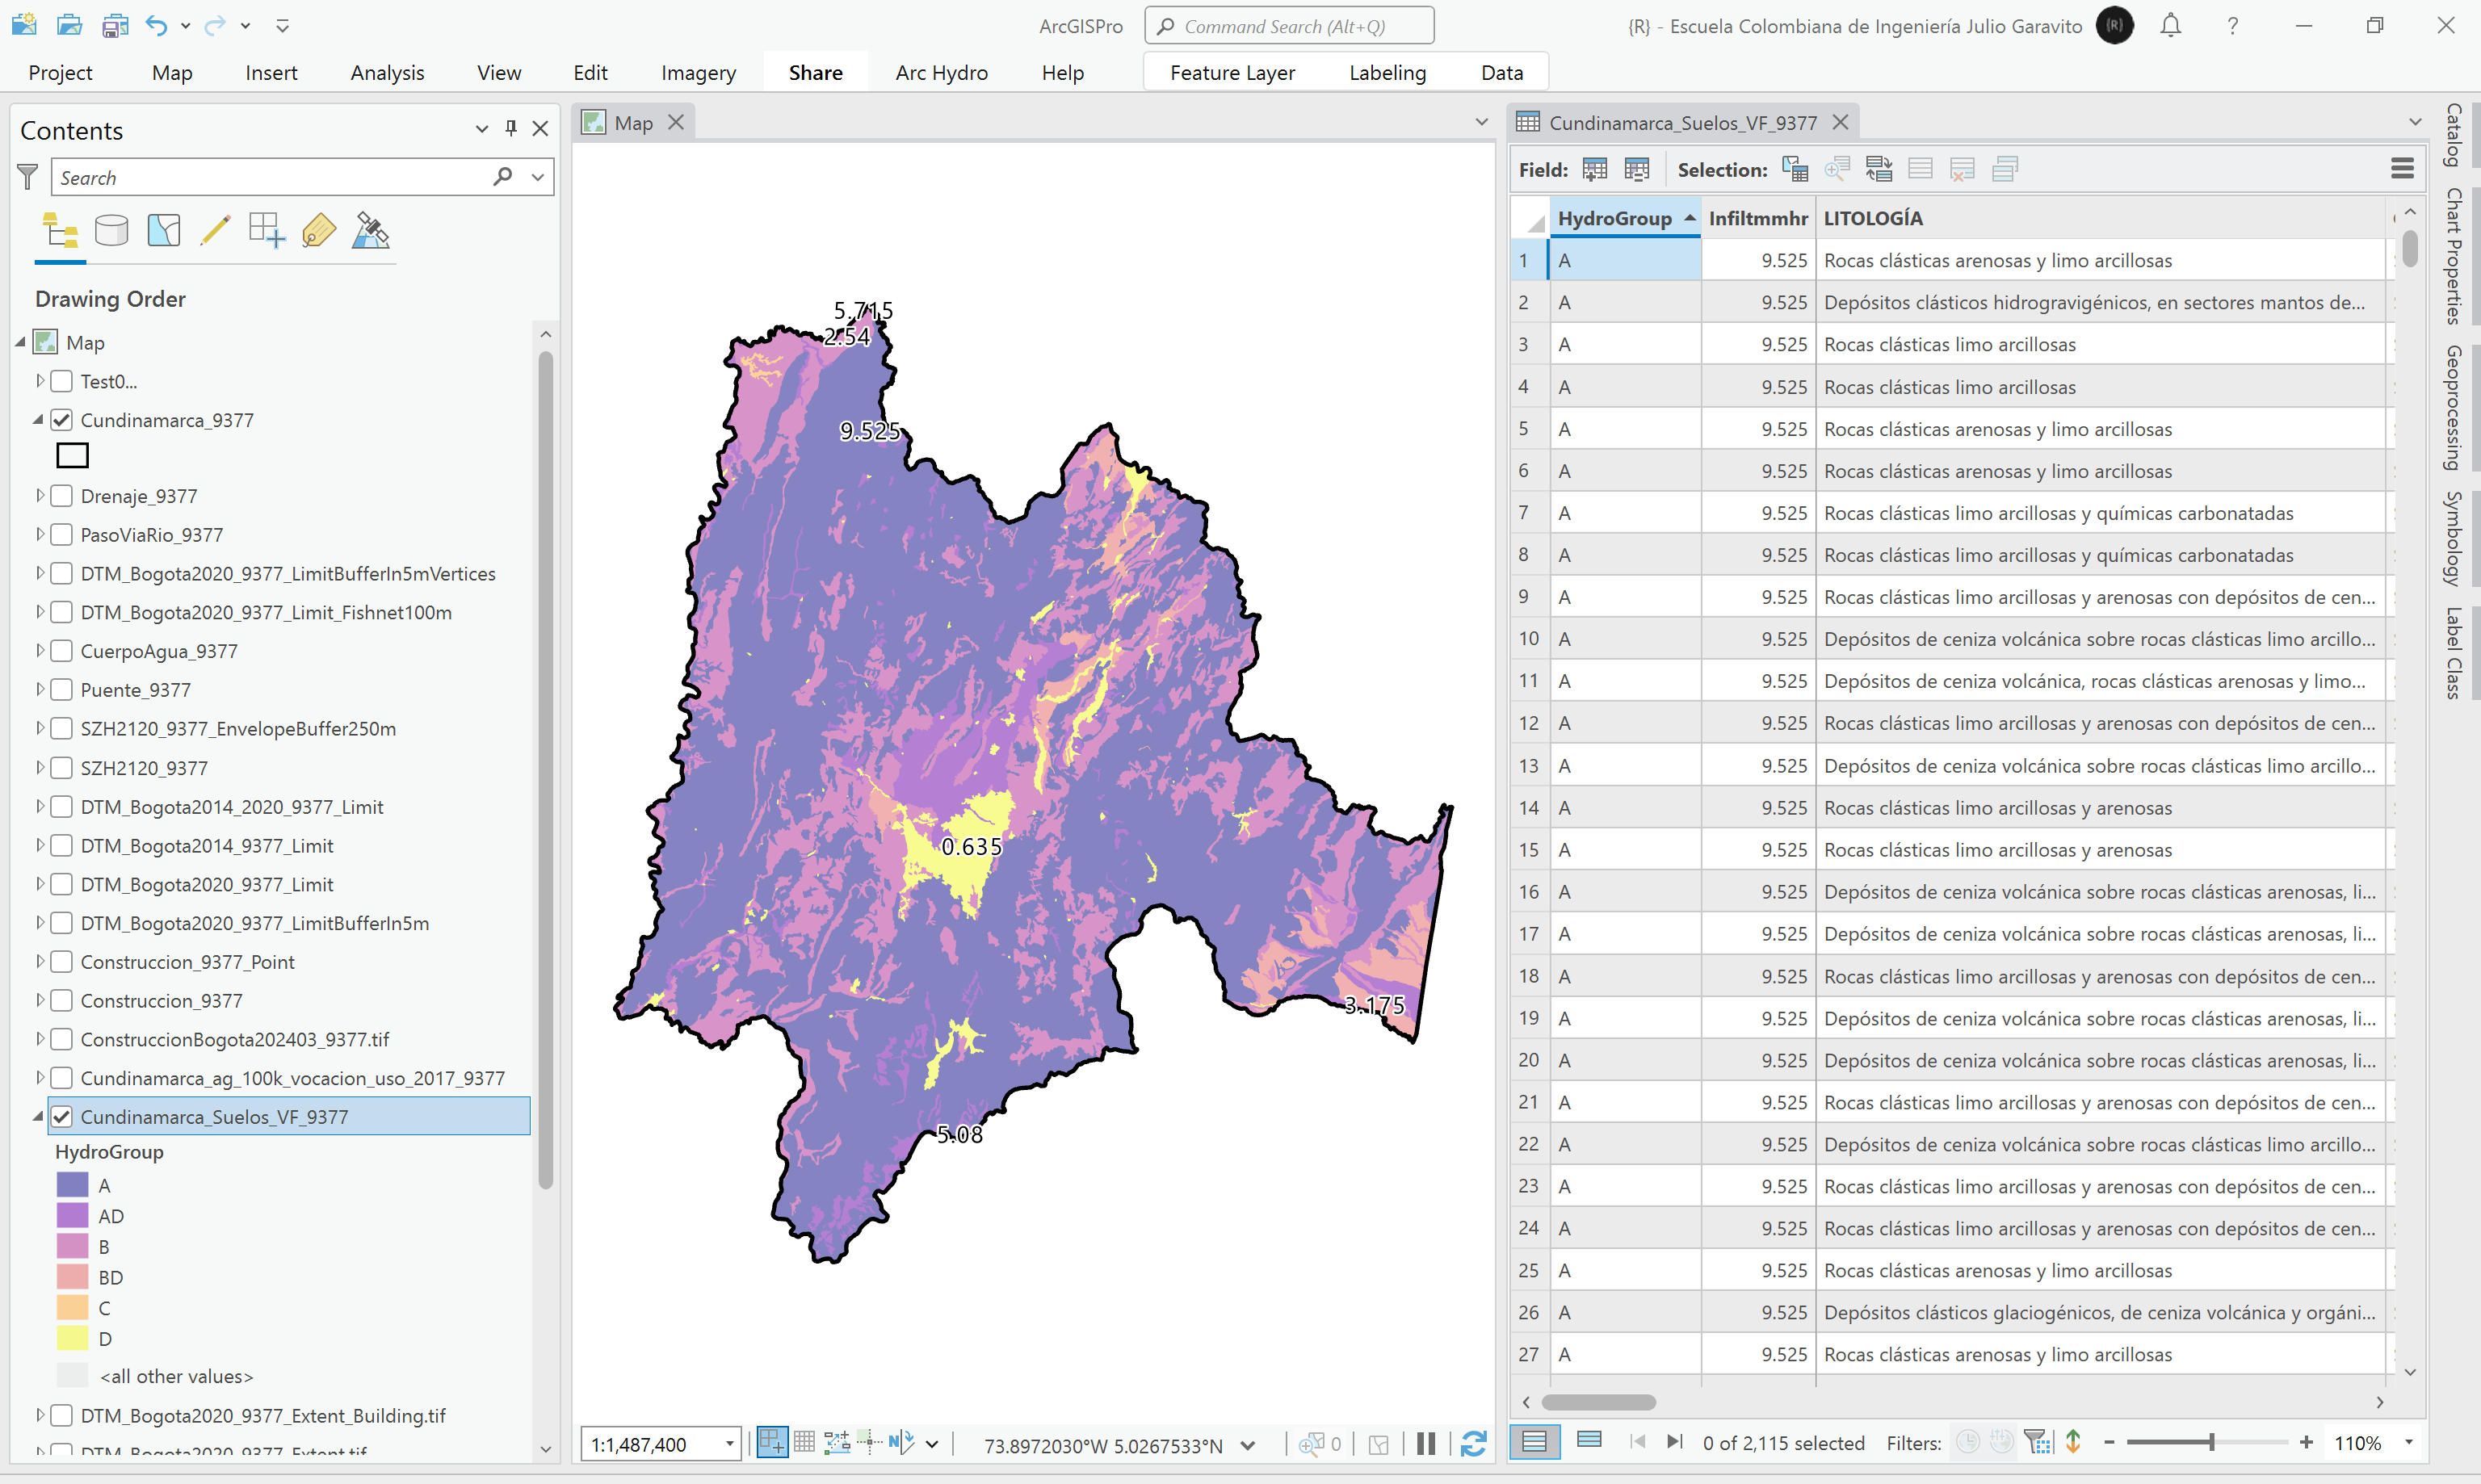 ArcGISPro
Command Search (Alt+Q)
{R} - Escuela Colombiana de Ingeniería Julio Garavito
{R}
?
Project
Map
Insert
Analysis
View
Edit
Imagery
Share
Arc Hydro
Help
Feature Layer
Labeling
Data
Contents
Search
Drawing Order
Map
Test0...
Cundinamarca_9377
Drenaje_9377
PasoViaRio_9377
DTM_Bogota2020_9377_LimitBufferIn5mVertices
DTM_Bogota2020_9377_Limit_Fishnet100m
CuerpoAgua_9377
Puente_9377
SZH2120_9377_EnvelopeBuffer250m
SZH2120_9377
DTM_Bogota2014_2020_9377_Limit
DTM_Bogota2014_9377_Limit
DTM_Bogota2020_9377_Limit
DTM_Bogota2020_9377_LimitBufferIn5m
Construccion_9377_Point
Construccion_9377
ConstruccionBogota202403_9377.tif
Cundinamarca_ag_100k_vocacion_uso_2017_9377
Cundinamarca_Suelos_VF_9377
HydroGroup
A
AD
B
BD
C
D
<all other values>
DTM_Bogota2020_9377_Extent_Building.tif
DTM_Bogota2020_9377_Extent.tif
Map
5.715
2.54
9.525
0.635
3.175
5.08
1:1,487,400
N
73.8972030°W 5.0267533°N
0
Cundinamarca_Suelos_VF_9377
Field:
Selection:
HydroGroup Infiltmmhr LITOLOGÍA
1 A 9.525 Rocas clásticas arenosas y limo arcillosas
2 A 9.525 Depósitos clásticos hidrogravigénicos, en sectores mantos de...
3 A 9.525 Rocas clásticas limo arcillosas
4 A 9.525 Rocas clásticas limo arcillosas
5 A 9.525 Rocas clásticas arenosas y limo arcillosas
6 A 9.525 Rocas clásticas arenosas y limo arcillosas
7 A 9.525 Rocas clásticas limo arcillosas y químicas carbonatadas
8 A 9.525 Rocas clásticas limo arcillosas y químicas carbonatadas
9 A 9.525 Rocas clásticas limo arcillosas y arenosas con depósitos de cen...
10 A 9.525 Depósitos de ceniza volcánica sobre rocas clásticas limo arcillo...
11 A 9.525 Depósitos de ceniza volcánica, rocas clásticas arenosas y limo...
12 A 9.525 Rocas clásticas limo arcillosas y arenosas con depósitos de cen...
13 A 9.525 Depósitos de ceniza volcánica sobre rocas clásticas limo arcillo...
14 A 9.525 Rocas clásticas limo arcillosas y arenosas
15 A 9.525 Rocas clásticas limo arcillosas y arenosas
16 A 9.525 Depósitos de ceniza volcánica sobre rocas clásticas arenosas, li...
17 A 9.525 Depósitos de ceniza volcánica sobre rocas clásticas arenosas, li...
18 A 9.525 Rocas clásticas limo arcillosas y arenosas con depósitos de cen...
19 A 9.525 Depósitos de ceniza volcánica sobre rocas clásticas arenosas, li...
20 A 9.525 Depósitos de ceniza volcánica sobre rocas clásticas arenosas, li...
21 A 9.525 Rocas clásticas limo arcillosas y arenosas con depósitos de cen...
22 A 9.525 Depósitos de ceniza volcánica sobre rocas clásticas limo arcillo...
23 A 9.525 Rocas clásticas limo arcillosas y arenosas con depósitos de cen...
24 A 9.525 Rocas clásticas limo arcillosas y arenosas con depósitos de cen...
25 A 9.525 Rocas clásticas arenosas y limo arcillosas
26 A 9.525 Depósitos clásticos glaciogénicos, de ceniza volcánica y orgáni...
27 A 9.525 Rocas clásticas arenosas y limo arcillosas
0 of 2,115 selected
Filters:
110%
Catalog
Chart Properties
Geoprocessing
Symbology
Label Class